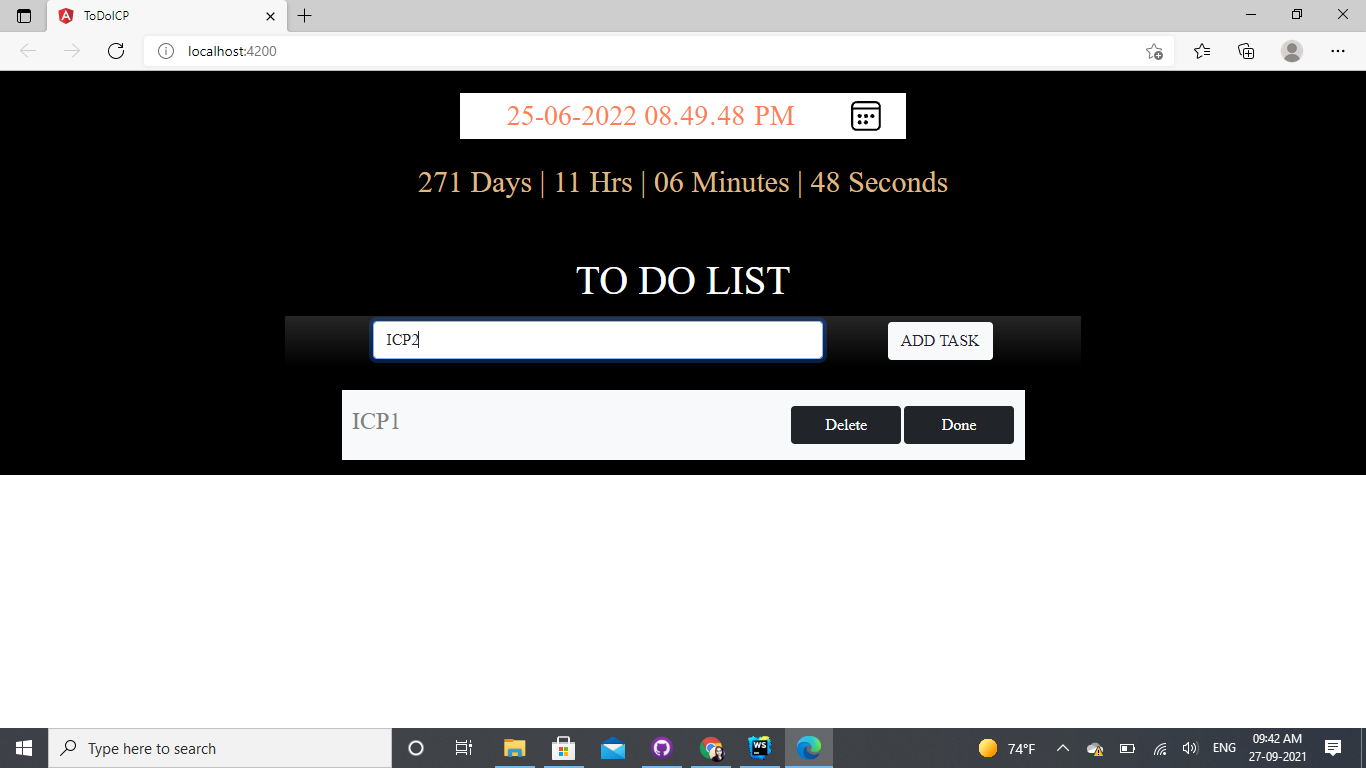 ToDoICP
localhost:4200
25-06-2022 08.49.48 PM
271 Days | 11 Hrs | 06 Minutes | 48 Seconds
TO DO LIST
ICP2
ADD TASK
ICP1
Delete
Done
Type here to search
WS
74°F
ENG
09:42 AM
27-09-2021